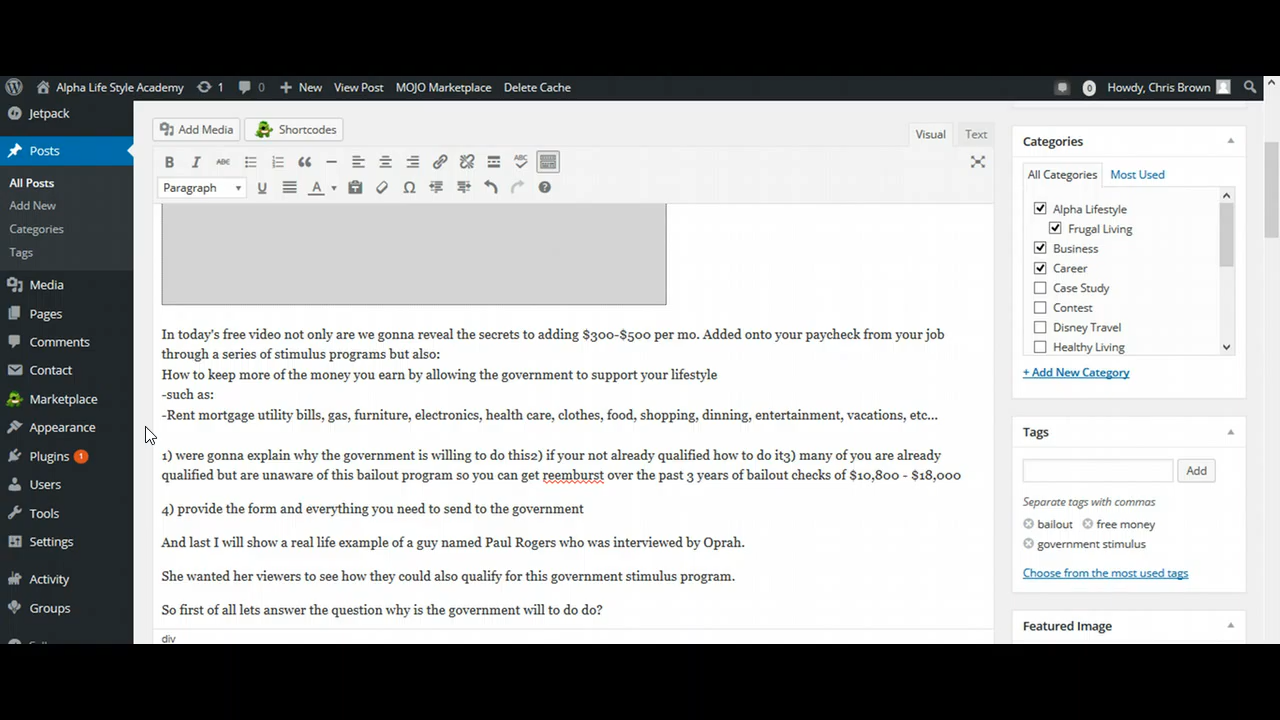 Alpha Life Style Academy 1 0 New View Post MOJO Marketplace Delete Cache 0 Howdy, Chris Brown
Jetpack
Posts
All Posts
Add New
Categories
Tags
Media
Pages
Comments
Contact
Marketplace
Appearance
Plugins 1
Users
Tools
Settings
Activity
Groups
Add Media Shortcodes
Visual Text
B I ABC ABC
Paragraph U A Ω
In today's free video not only are we gonna reveal the secrets to adding $300-$500 per mo. Added onto your paycheck from your job
through a series of stimulus programs but also:
How to keep more of the money you earn by allowing the government to support your lifestyle
-such as:
-Rent mortgage utility bills, gas, furniture, electronics, health care, clothes, food, shopping, dinning, entertainment, vacations, etc...
1) were gonna explain why the government is willing to do this2) if your not already qualified how to do it3) many of you are already
qualified but are unaware of this bailout program so you can get reemburst over the past 3 years of bailout checks of $10,800 - $18,000
4) provide the form and everything you need to send to the government
And last I will show a real life example of a guy named Paul Rogers who was interviewed by Oprah.
She wanted her viewers to see how they could also qualify for this government stimulus program.
So first of all lets answer the question why is the government will to do do?
div
Categories
All Categories Most Used
Alpha Lifestyle
Frugal Living
Business
Career
Case Study
Contest
Disney Travel
Healthy Living
+ Add New Category
Tags
Add
Separate tags with commas
bailout free money
government stimulus
Choose from the most used tags
Featured Image